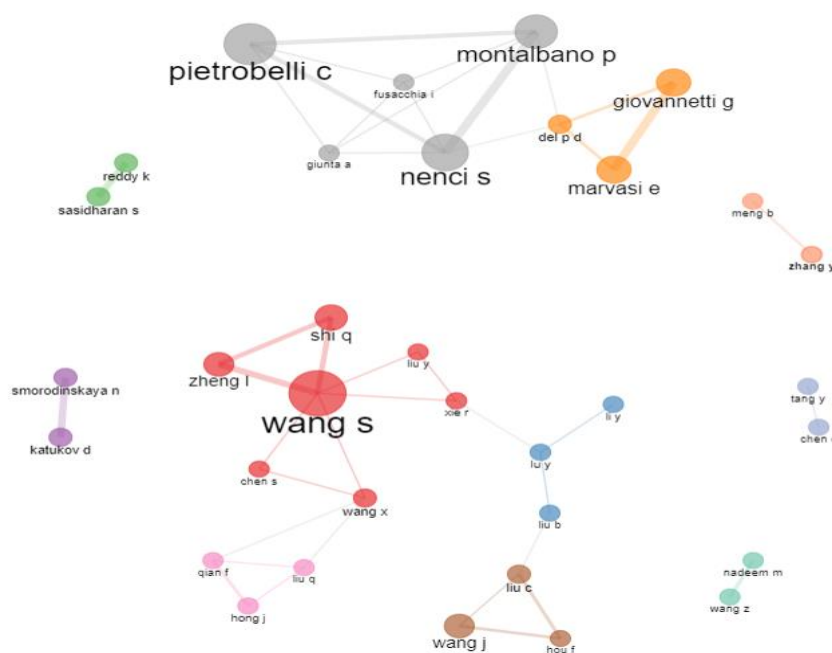 pietrobelli c
montalbano p
fusacchia i
giovannetti g
del p d
giunta a
nenci s
marvasi e
reddy k
sasidharan s
meng b
zhang y
shi q
liu y
zheng l
smorodinskaya n
wang s
xie r
li y
tang y
katukov d
chen
lu y
chen s
wang x
liu b
qian f
liu q
liu c
nadeem m
hong j
wang z
wang j
hou f